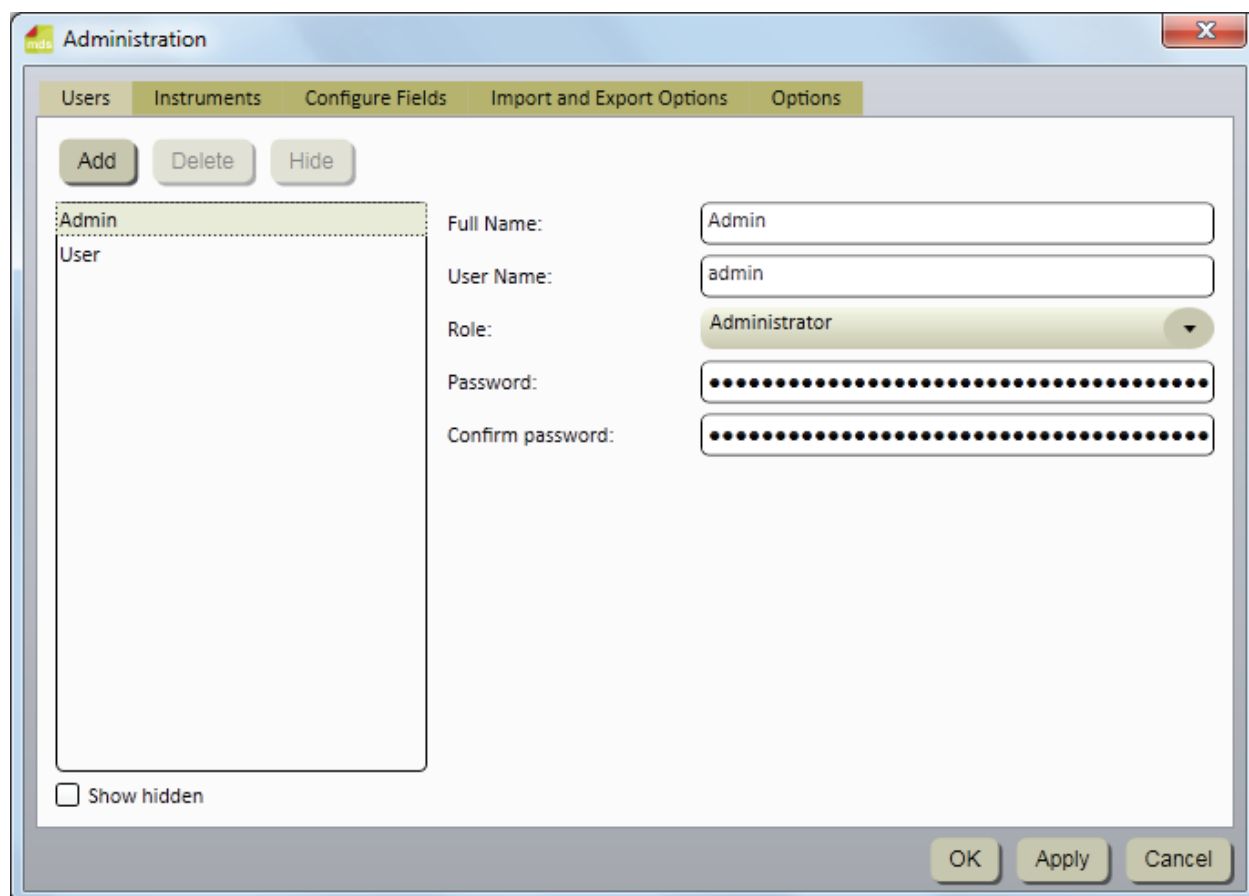 mds Administration X
Users Instruments Configure Fields Import and Export Options Options
Add Delete Hide
Admin
User
Full Name: Admin
User Name: admin
Role: Administrator
Password: ••••••••••••••••••••••••••••••••••••••
Confirm password: ••••••••••••••••••••••••••••••••••••••
Show hidden
OK Apply Cancel